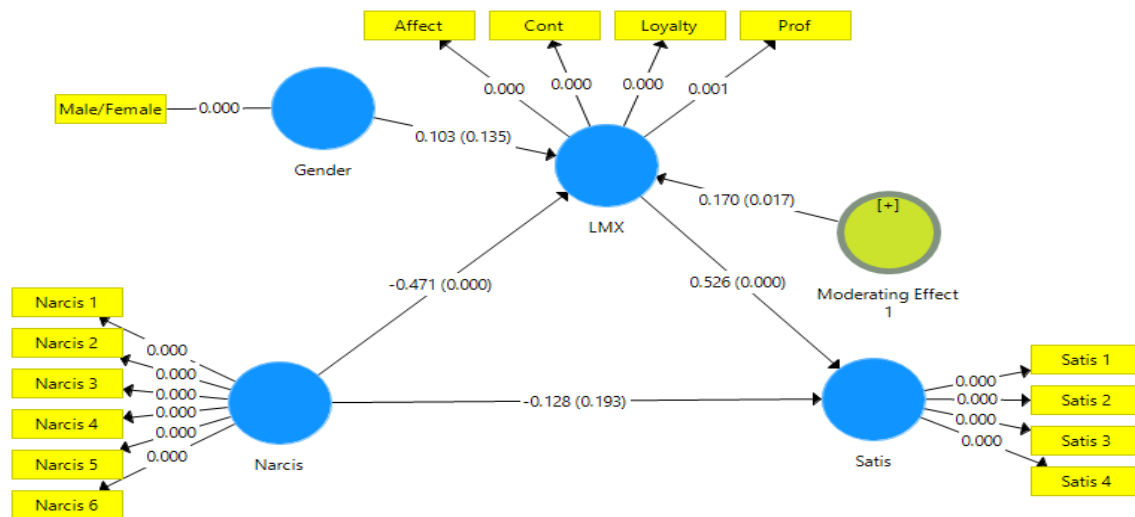 Affect
Cont
Loyalty
Prof
0.000
0.000
0.000
0.001
Male/Female
0.000
Gender
0.103 (0.135)
LMX
0.170 (0.017)
[+]
Moderating Effect
1
-0.471 (0.000)
0.526 (0.000)
Narcis 1
Narcis 2
Narcis 3
Narcis 4
Narcis 5
Narcis 6
0.000
0.000
0.000
0.000
0.000
0.000
Narcis
-0.128 (0.193)
Satis
0.000
0.000
0.000
0.000
Satis 1
Satis 2
Satis 3
Satis 4